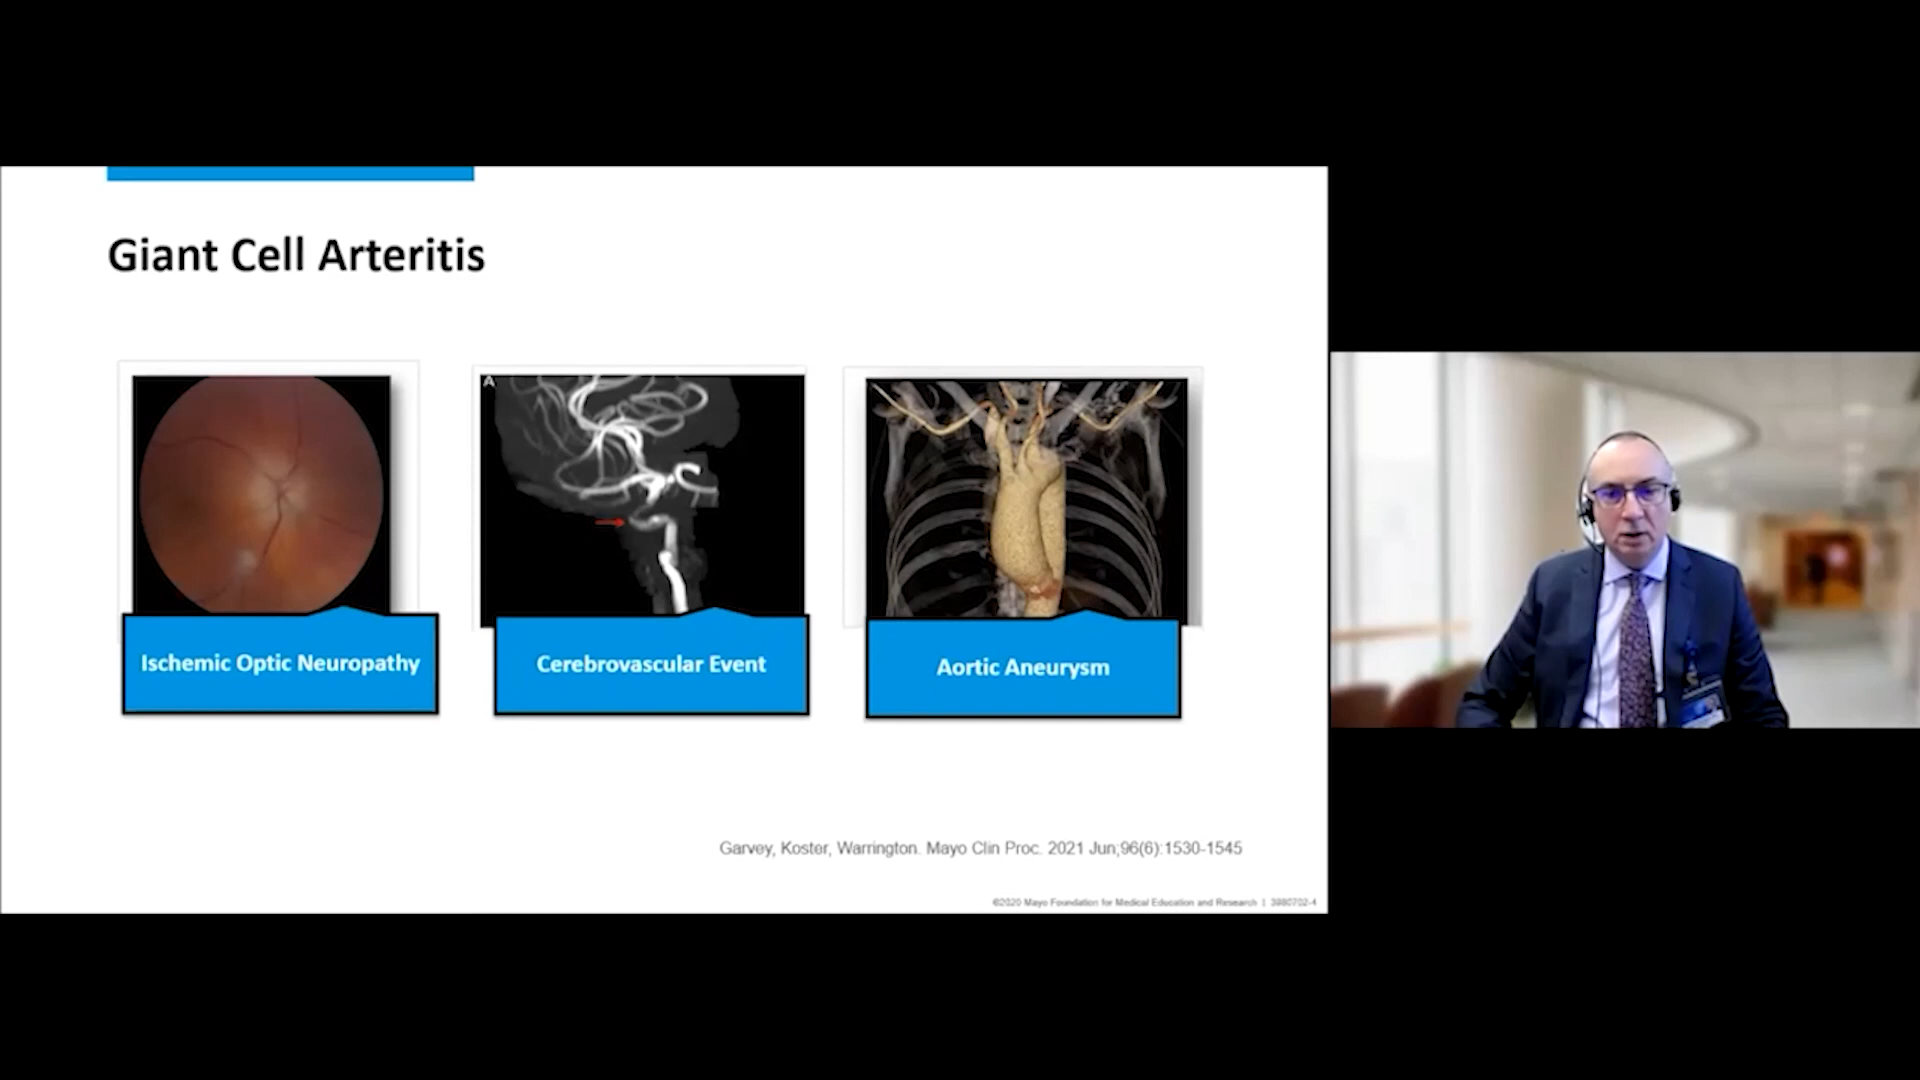 Giant Cell Arteritis
A
Ischemic Optic Neuropathy
Cerebrovascular Event
Aortic Aneurysm
Garvey, Koster, Warrington. Mayo Clin Proc. 2021 Jun;96(6):1530-1545
©2020 Mayo Foundation for Medical Education and Research | 3980702-4